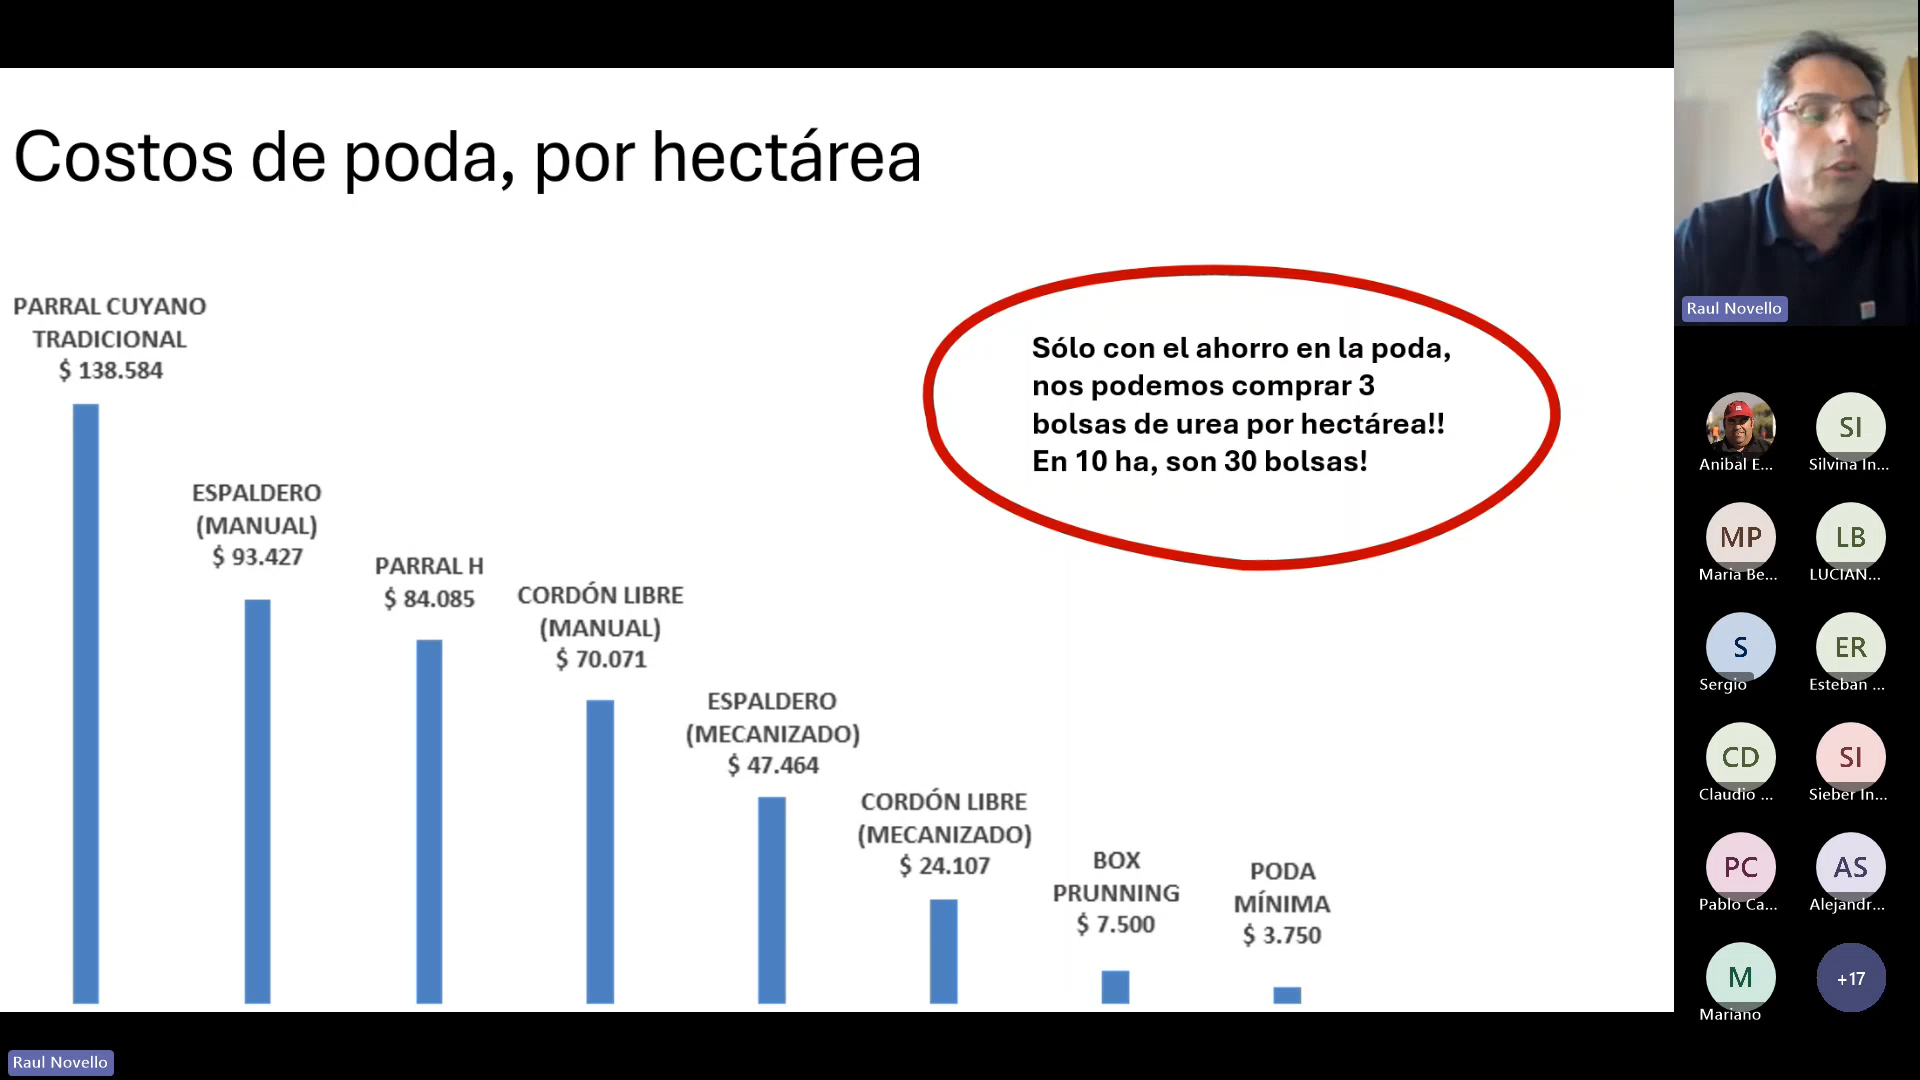 Costos de poda, por hectárea
PARRAL CUYANO
TRADICIONAL
$ 138.584
ESPALDERO
(MANUAL)
$ 93.427
PARRAL H
$ 84.085
CORDÓN LIBRE
(MANUAL)
$ 70.071
ESPALDERO
(MECANIZADO)
$ 47.464
CORDÓN LIBRE
(MECANIZADO)
$ 24.107
BOX
PRUNNING
$ 7.500
PODA
MÍNIMA
$ 3.750
Sólo con el ahorro en la poda,
nos podemos comprar 3
bolsas de urea por hectárea!!
En 10 ha, son 30 bolsas!
Raul Novello
Anibal E...
SI
Silvina In...
MP
Maria Be...
LB
LUCIAN...
S
Sergio
ER
Esteban ...
CD
Claudio ...
SI
Sieber In...
PC
Pablo Ca...
AS
Alejandr...
M
Mariano
+17
Raul Novello